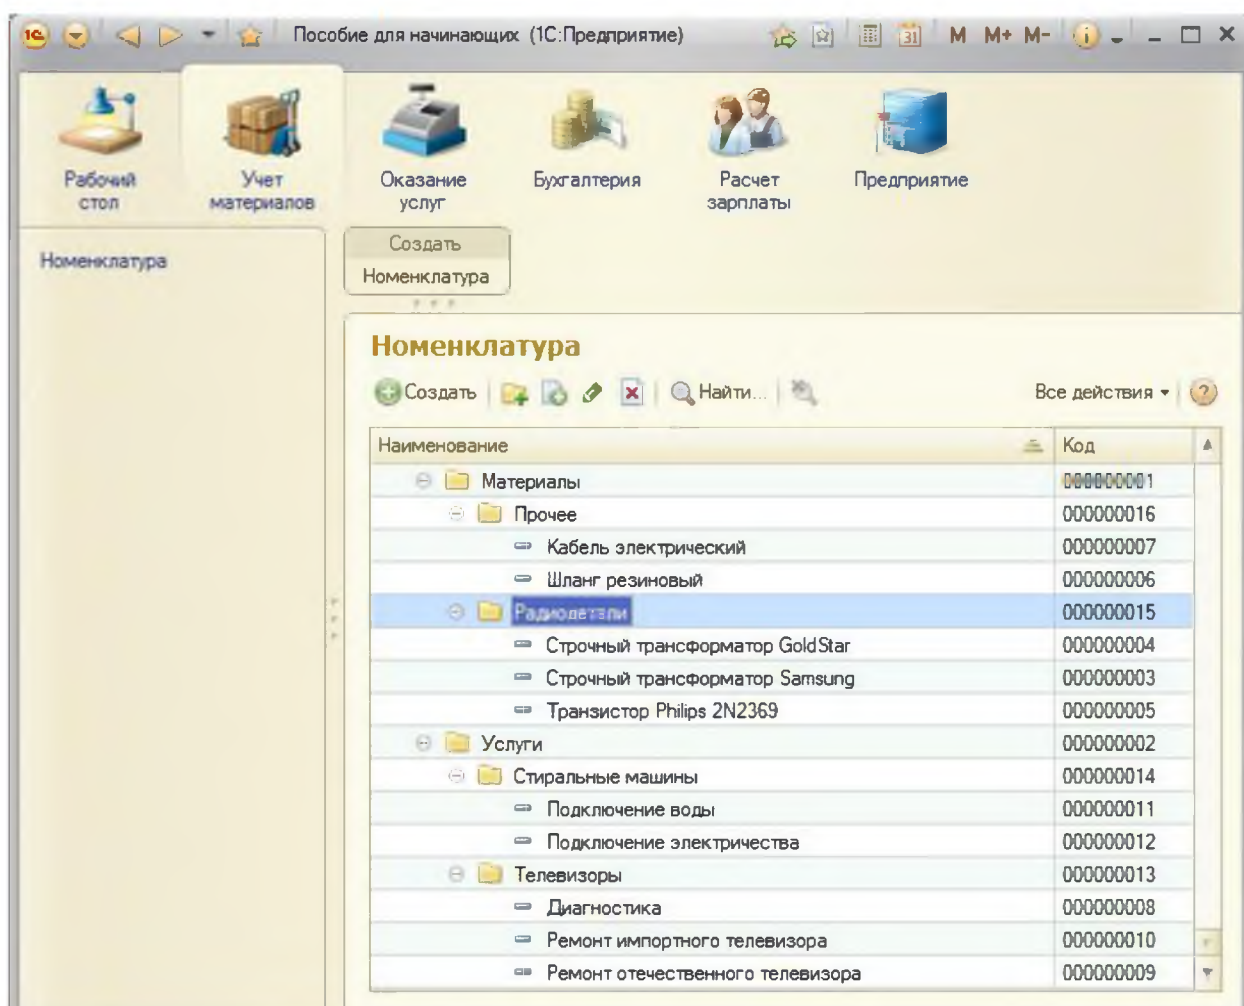 1С Пособие для начинающих (1С:Предприятие) 31 M M+ M-
Рабочий стол
Учет материалов
Оказание услуг
Бухгалтерия
Расчет зарплаты
Предприятие
Номенклатура
Создать
Номенклатура
Номенклатура
Создать Найти... Все действия ?
Наименование Код
Материалы 000000001
Прочее 000000016
Кабель электрический 000000007
Шланг резиновый 000000006
Радиодетали 000000015
Строчный трансформатор GoldStar 000000004
Строчный трансформатор Samsung 000000003
Транзистор Philips 2N2369 000000005
Услуги 000000002
Стиральные машины 000000014
Подключение воды 000000011
Подключение электричества 000000012
Телевизоры 000000013
Диагностика 000000008
Ремонт импортного телевизора 000000010
Ремонт отечественного телевизора 000000009